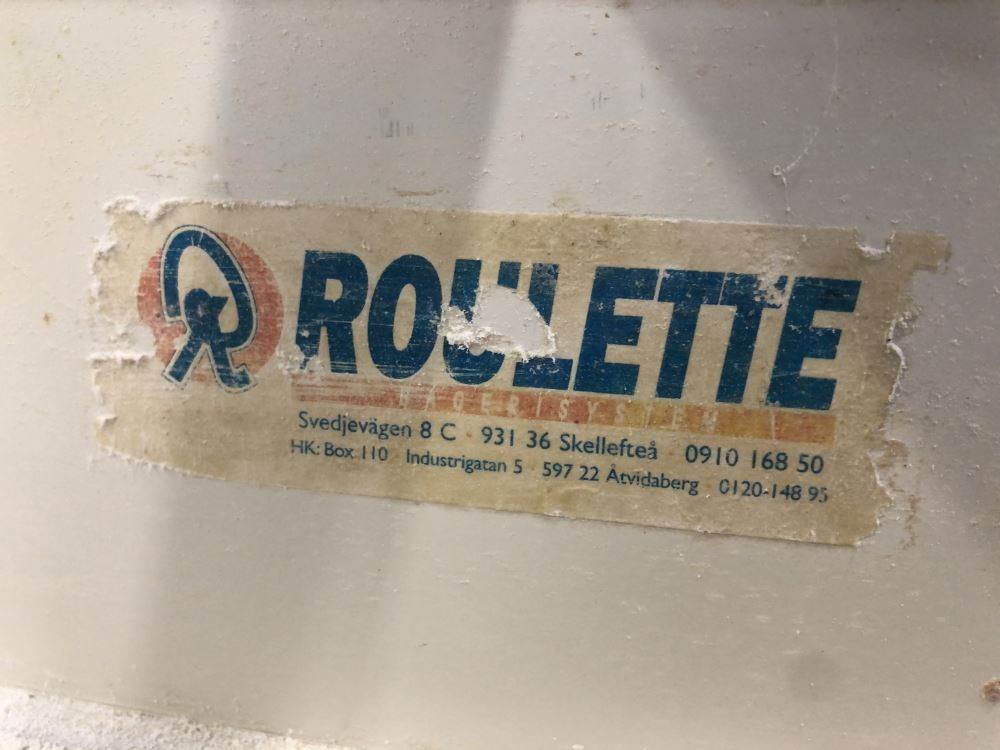 ROULETTE
BAGERISYSTEM
Svedjevägen 8 C · 931 36 Skellefteå · 0910 168 50
HK: Box 110 · Industrigatan 5 · 597 22 Åtvidaberg · 0120-148 95